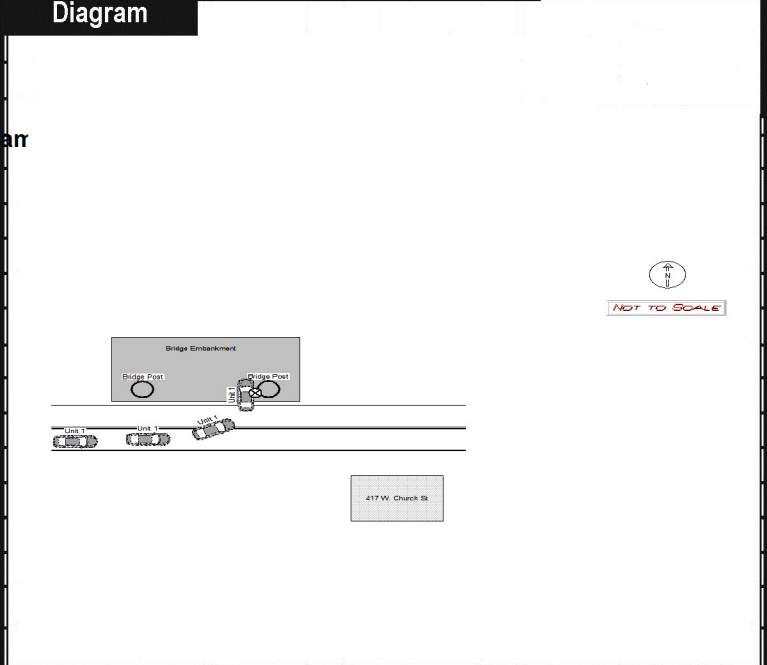 Diagram
am
N
NOT TO SCALE
Bridge Embankment
Bridge Post
Bridge Post
Unit 1
Unit 1
Unit 1
Unit 1
417 W. Church St